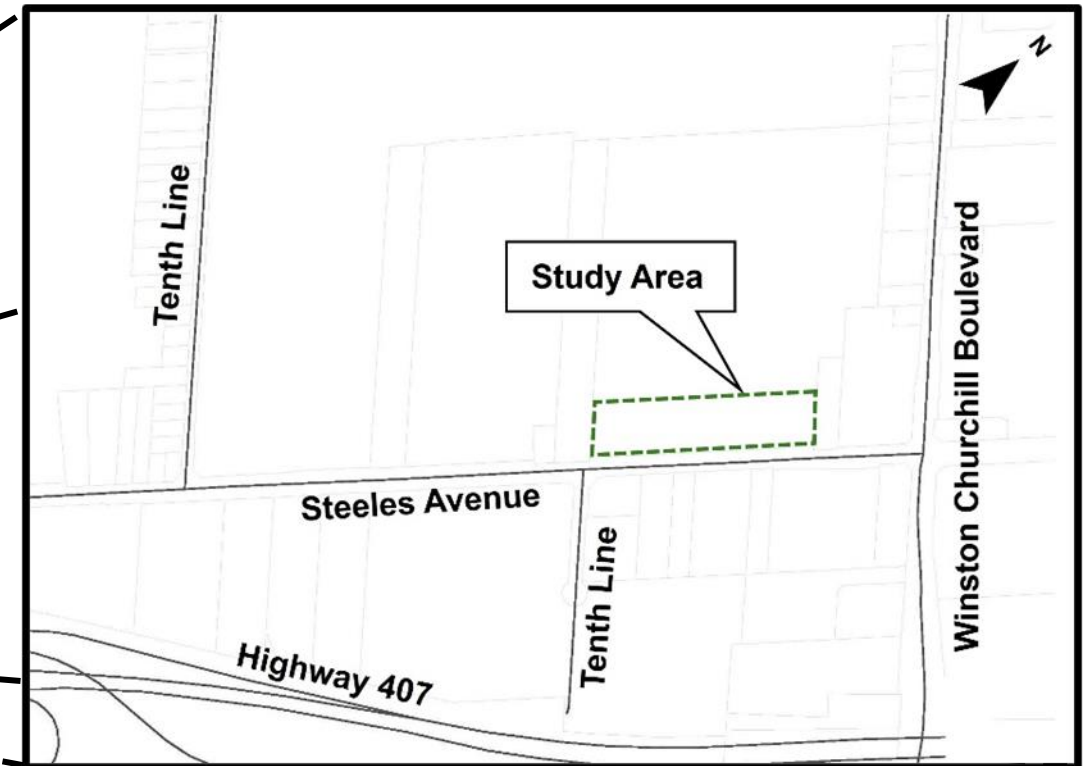 N
Tenth Line
Study Area
Winston Churchill Boulevard
Steeles Avenue
Tenth Line
Highway 407